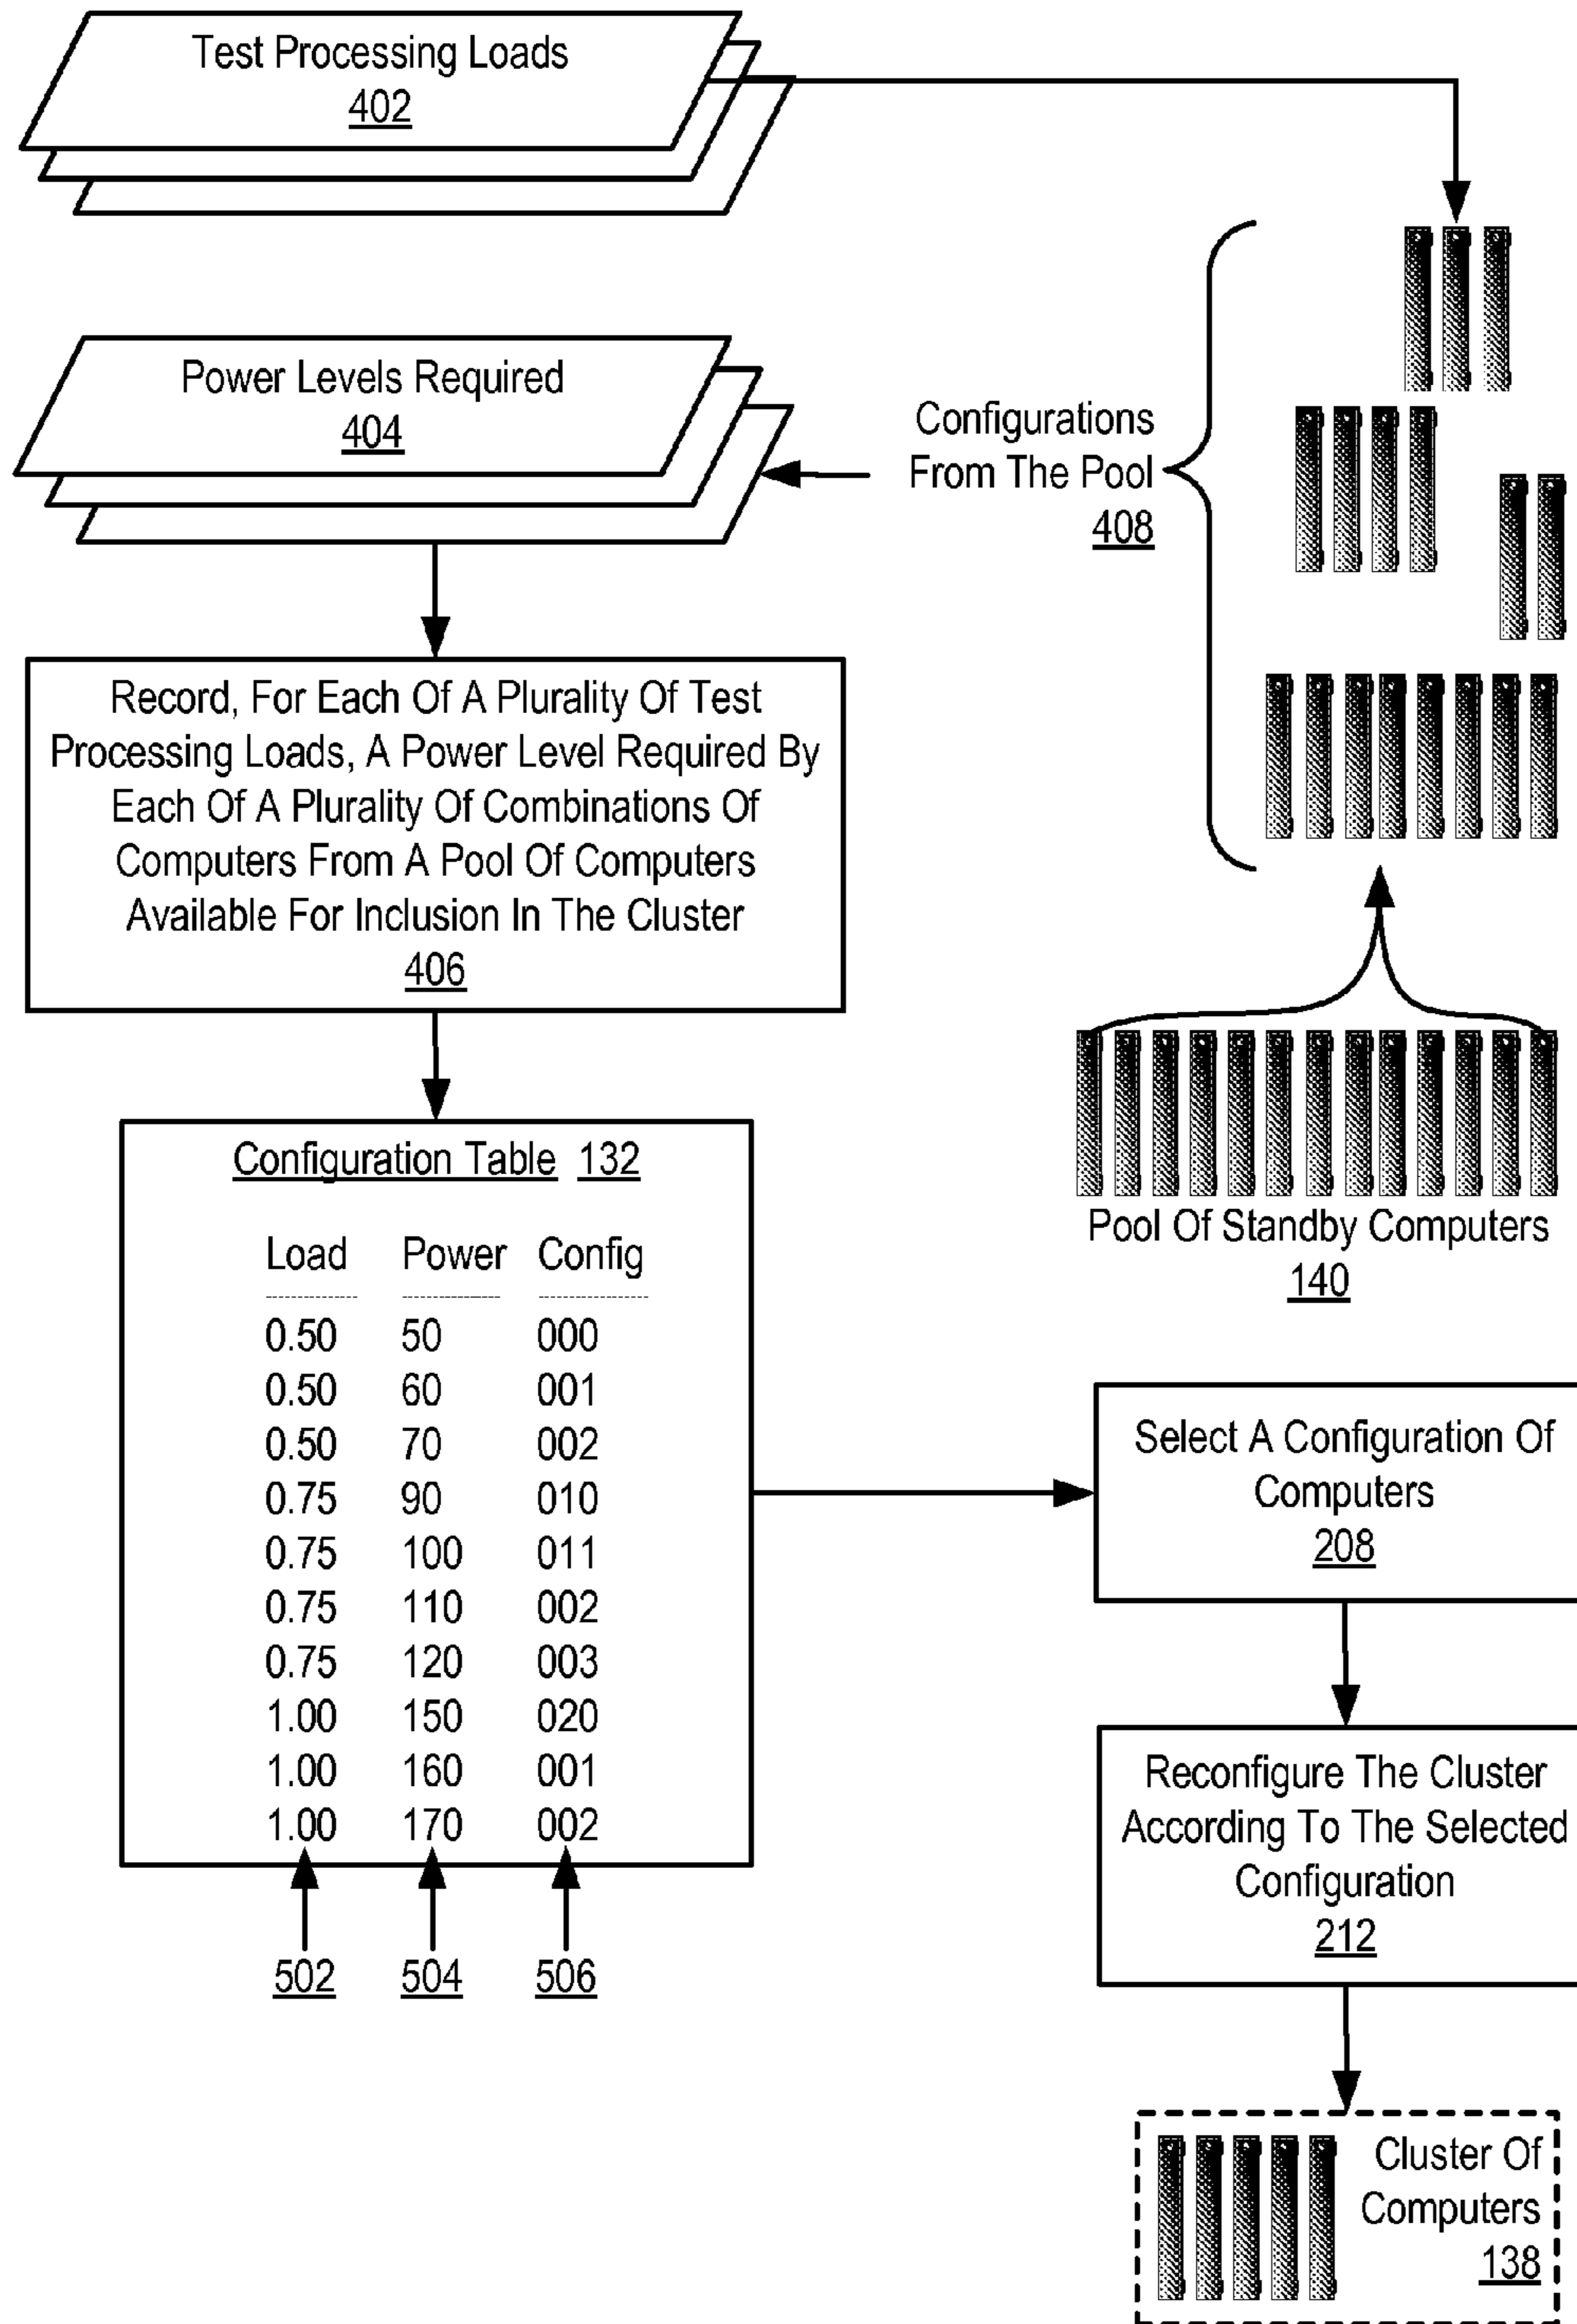 Test Processing Loads
402
Power Levels Required
404
Configurations
From The Pool
408
Record, For Each Of A Plurality Of Test
Processing Loads, A Power Level Required By
Each Of A Plurality Of Combinations Of
Computers From A Pool Of Computers
Available For Inclusion In The Cluster
406
Pool Of Standby Computers
140
Configuration Table 132
Load Power Config
0.50 50 000
0.50 60 001
0.50 70 002
0.75 90 010
0.75 100 011
0.75 110 002
0.75 120 003
1.00 150 020
1.00 160 001
1.00 170 002
502 504 506
Select A Configuration Of
Computers
208
Reconfigure The Cluster
According To The Selected
Configuration
212
Cluster Of
Computers
138